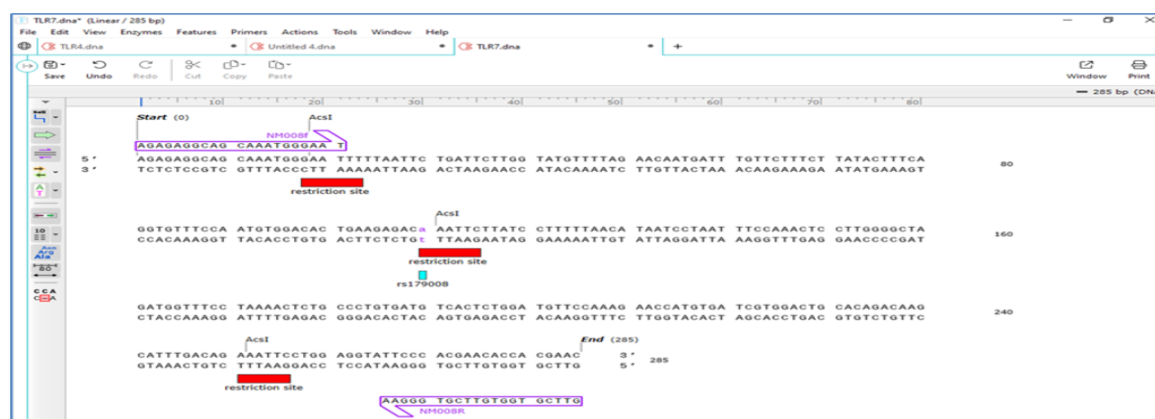 TLR7.dna* (Linear / 285 bp)
File Edit View Enzymes Features Primers Actions Tools Window Help
TLR4.dna Untitled 4.dna TLR7.dna +
Save Undo Redo Cut Copy Paste Window Print
285 bp (DNA
10 20 30 40 50 60 70 80
Start (0) AcsI
NM008f
AGAGAGGCAG CAAATGGGAA T
5' AGAGAGGCAG CAAATGGGAA TTTTTAATTC TGATTCTTGG TATGTTTTAG AACAATGATT TGTTCTTTCT TATACTTTCA
3' TCTCTCCGTC GTTTACCCTT AAAAATTAAG ACTAAGAACC ATACAAAATC TTGTTACTAA ACAAGAAAGA ATATGAAAGT 80
restriction site
AcsI
GGTGTTTCCA ATGTGGACAC TGAAGAGACa AATTCTTATC CTTTTTAACA TAATCCTAAT TTCCAAACTC CTTGGGGCTA
CCACAAAGGT TACACCTGTG ACTTCTCTGt TTAAGAATAG GAAAAATTGT ATTAGGATTA AAGGTTTGAG GAACCCCGAT 160
restriction site
rs179008
GATGGTTTCC TAAAACTCTG CCCTGTGATG TCACTCTGGA TGTTCCAAAG AACCATGTGA TCGTGGACTG CACAGACAAG
CTACCAAAGG ATTTTGAGAC GGGACACTAC AGTGAGACCT ACAAGGTTTC TTGGTACACT AGCACCTGAC GTGTCTGTTC 240
AcsI End (285)
CATTTGACAG AAATTCCTGG AGGTATTCCC ACGAACACCA CGAAC 3'
GTAAACTGTC TTTAAGGACC TCCATAAGGG TGCTTGTGGT GCTTG 5' 285
restriction site
AAGGG TGCTTGTGGT GCTTG
NM008R